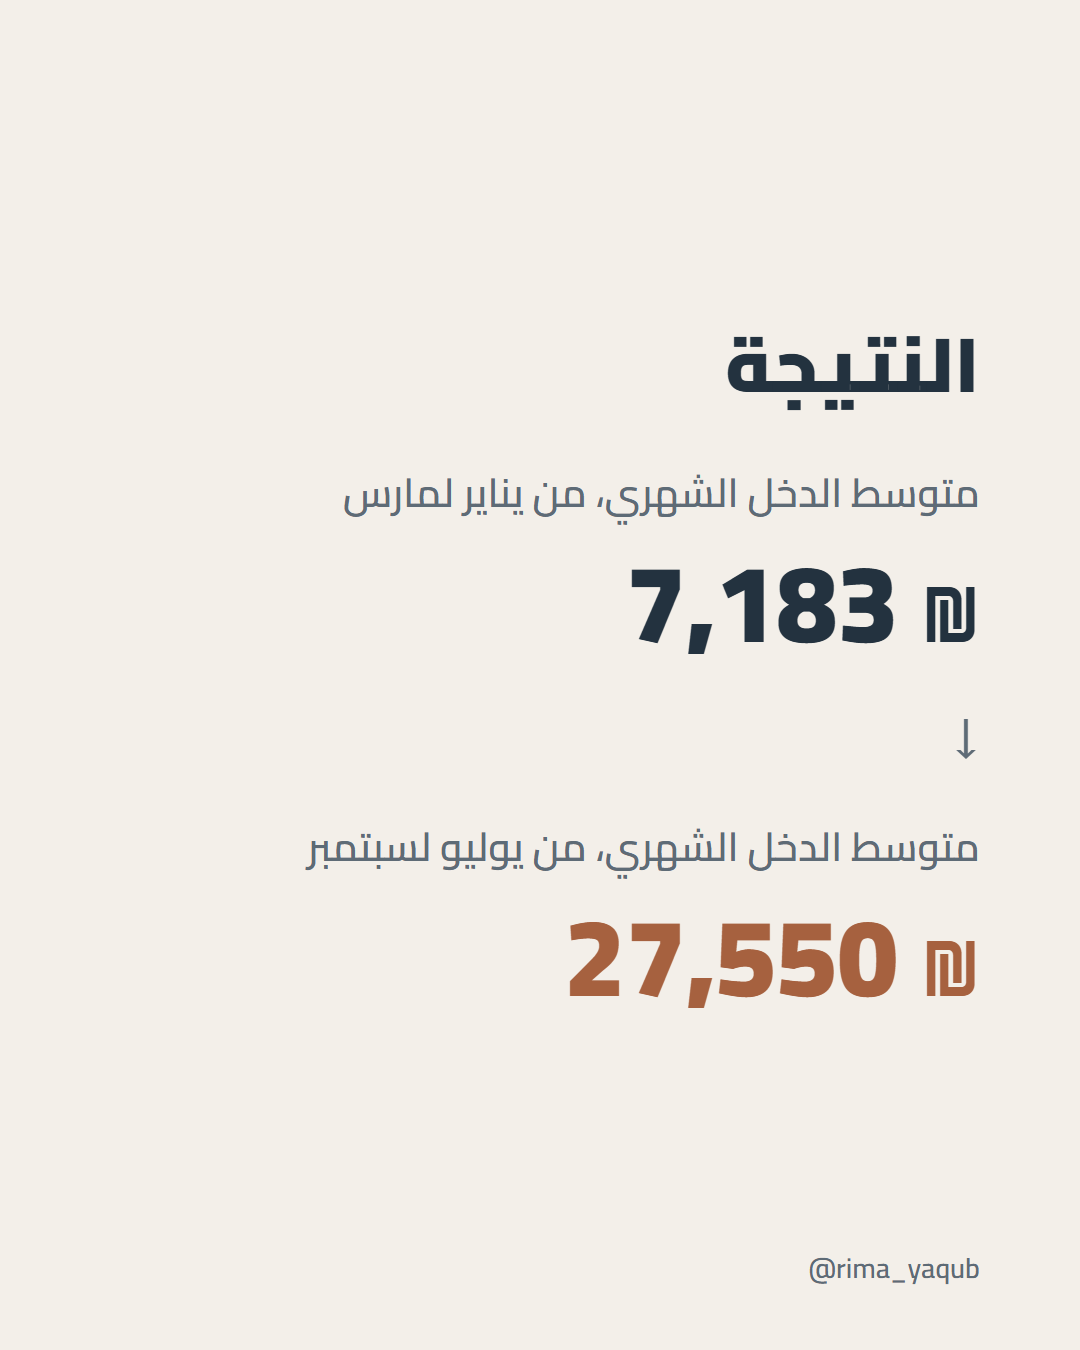 النتيجة
متوسط الدخل الشهري، من يناير لمارس
₪ 7,183
↓
متوسط الدخل الشهري، من يوليو لسبتمبر
₪ 27,550
@rima_yaqub